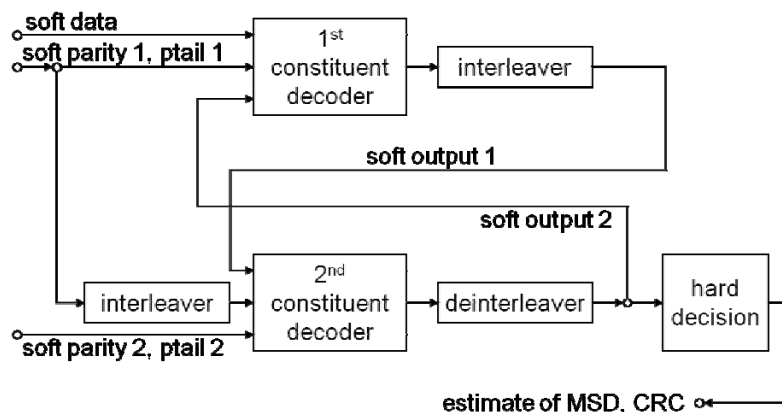 soft data
soft parity 1, ptail 1
1st
constituent
decoder
interleaver
soft output 1
soft output 2
interleaver
2nd
constituent
decoder
deinterleaver
hard
decision
soft parity 2, ptail 2
estimate of MSD. CRC